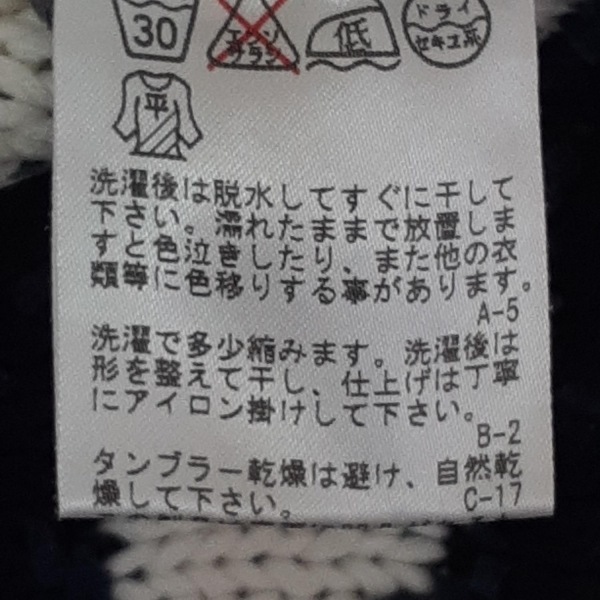 30
エンソ
サラシ
低
ドライ
セキユ系
平
洗濯後は脱水してすぐに干して
下さい。濡れたままで放置しま
すと色泣きしたり、また他の衣
類等に色移りする事があります。
A-5
洗濯で多少縮みます。洗濯後は
形を整えて干し、仕上げは丁寧
にアイロン掛けして下さい。
B-2
タンブラー乾燥は避け、自然乾
燥して下さい。
C-17